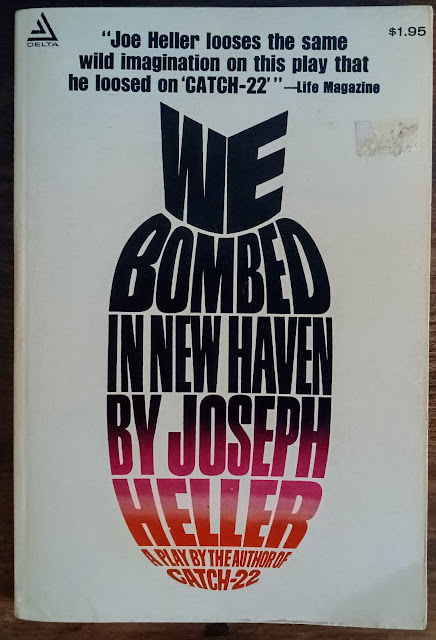 DELTA
$1.95
“Joe Heller looses the same
wild imagination on this play that
he loosed on ‘CATCH-22’”—Life Magazine
WE
BOMBED
IN NEW HAVEN
BY JOSEPH
HELLER
A PLAY BY THE AUTHOR OF
CATCH-22